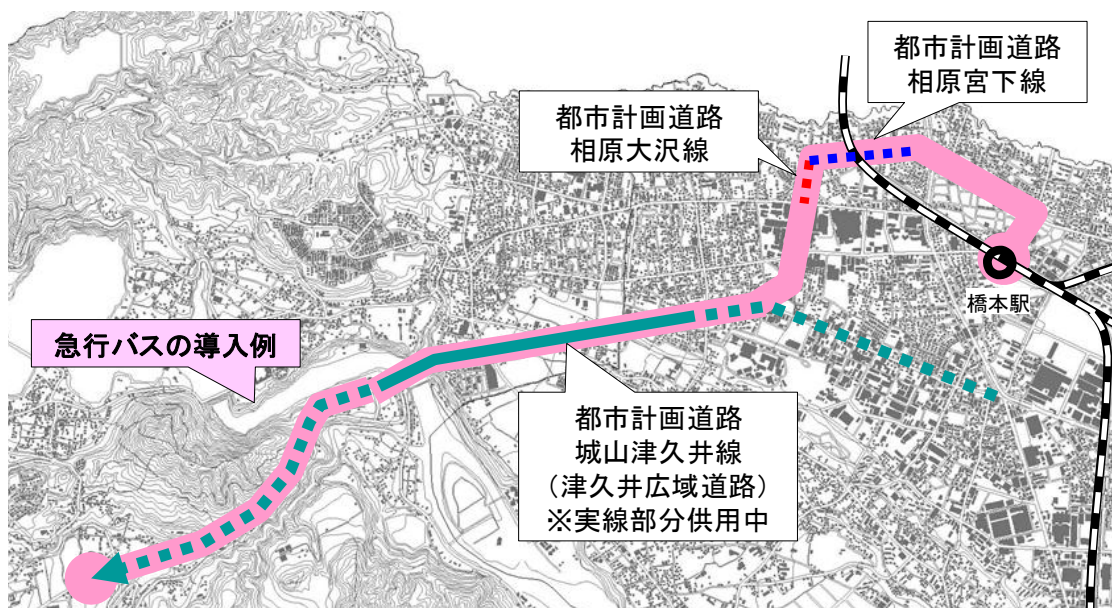 都市計画道路
相原宮下線
都市計画道路
相原大沢線
橋本駅
急行バスの導入例
都市計画道路
城山津久井線
（津久井広域道路）
※実線部分供用中